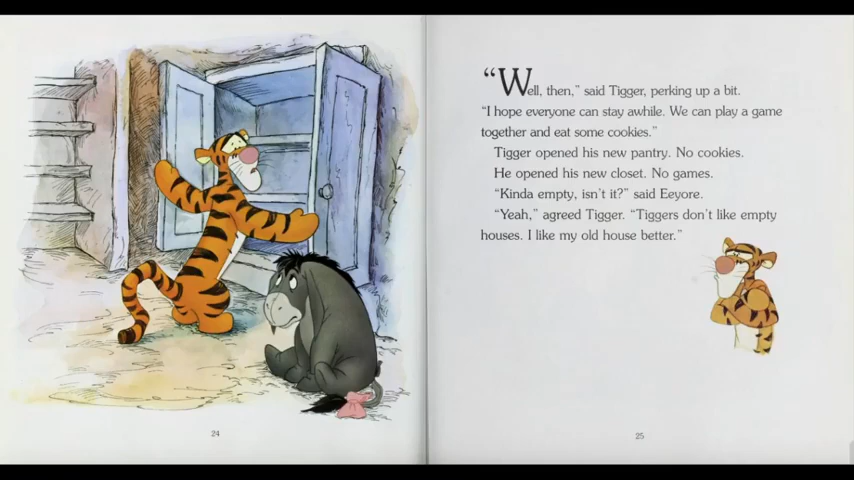 “Well, then,” said Tigger, perking up a bit.
“I hope everyone can stay awhile. We can play a game
together and eat some cookies.”
Tigger opened his new pantry. No cookies.
He opened his new closet. No games.
“Kinda empty, isn’t it?” said Eeyore.
“Yeah,” agreed Tigger. “Tiggers don’t like empty
houses. I like my old house better.”
24
25